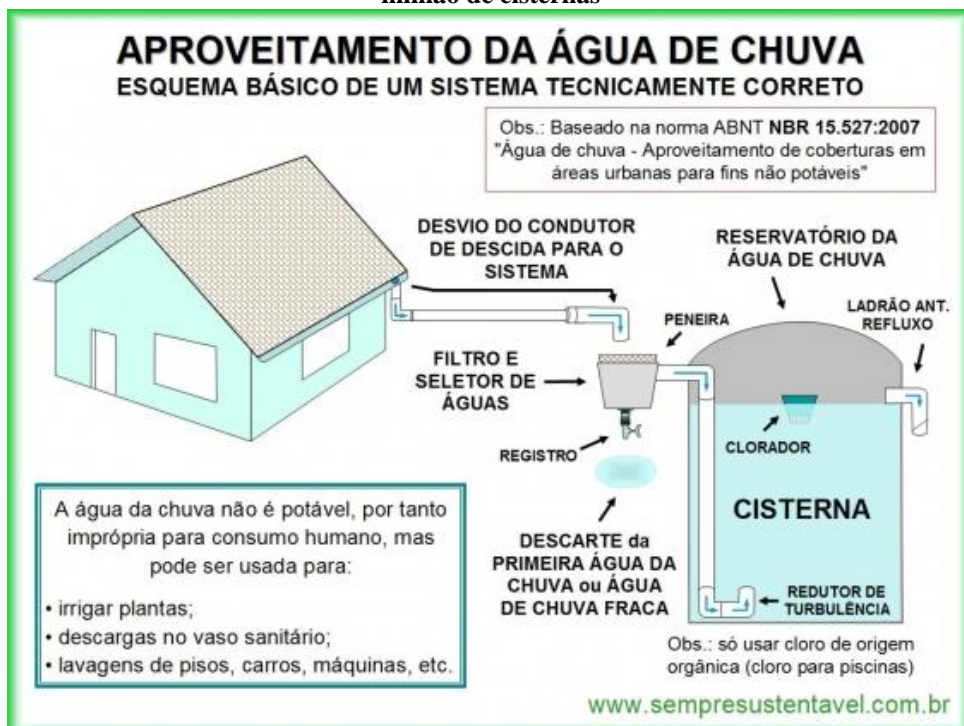 APROVEITAMENTO DA ÁGUA DE CHUVA
ESQUEMA BÁSICO DE UM SISTEMA TECNICAMENTE CORRETO
Obs.: Baseado na norma ABNT NBR 15.527:2007
"Água de chuva - Aproveitamento de coberturas em
áreas urbanas para fins não potáveis"
DESVIO DO CONDUTOR
DE DESCIDA PARA O
SISTEMA
RESERVATÓRIO DA
ÁGUA DE CHUVA
LADRÃO ANT.
REFLUXO
PENEIRA
FILTRO E
SELETOR DE
ÁGUAS
REGISTRO
CLORADOR
CISTERNA
DESCARTE da
PRIMEIRA ÁGUA DA
CHUVA ou ÁGUA
DE CHUVA FRACA
REDUTOR DE
TURBULÊNCIA
A água da chuva não é potável, por tanto
imprópria para consumo humano, mas
pode ser usada para:
• irrigar plantas;
• descargas no vaso sanitário;
• lavagens de pisos, carros, máquinas, etc.
Obs.: só usar cloro de origem
orgânica (cloro para piscinas)
www.sempresustentavel.com.br